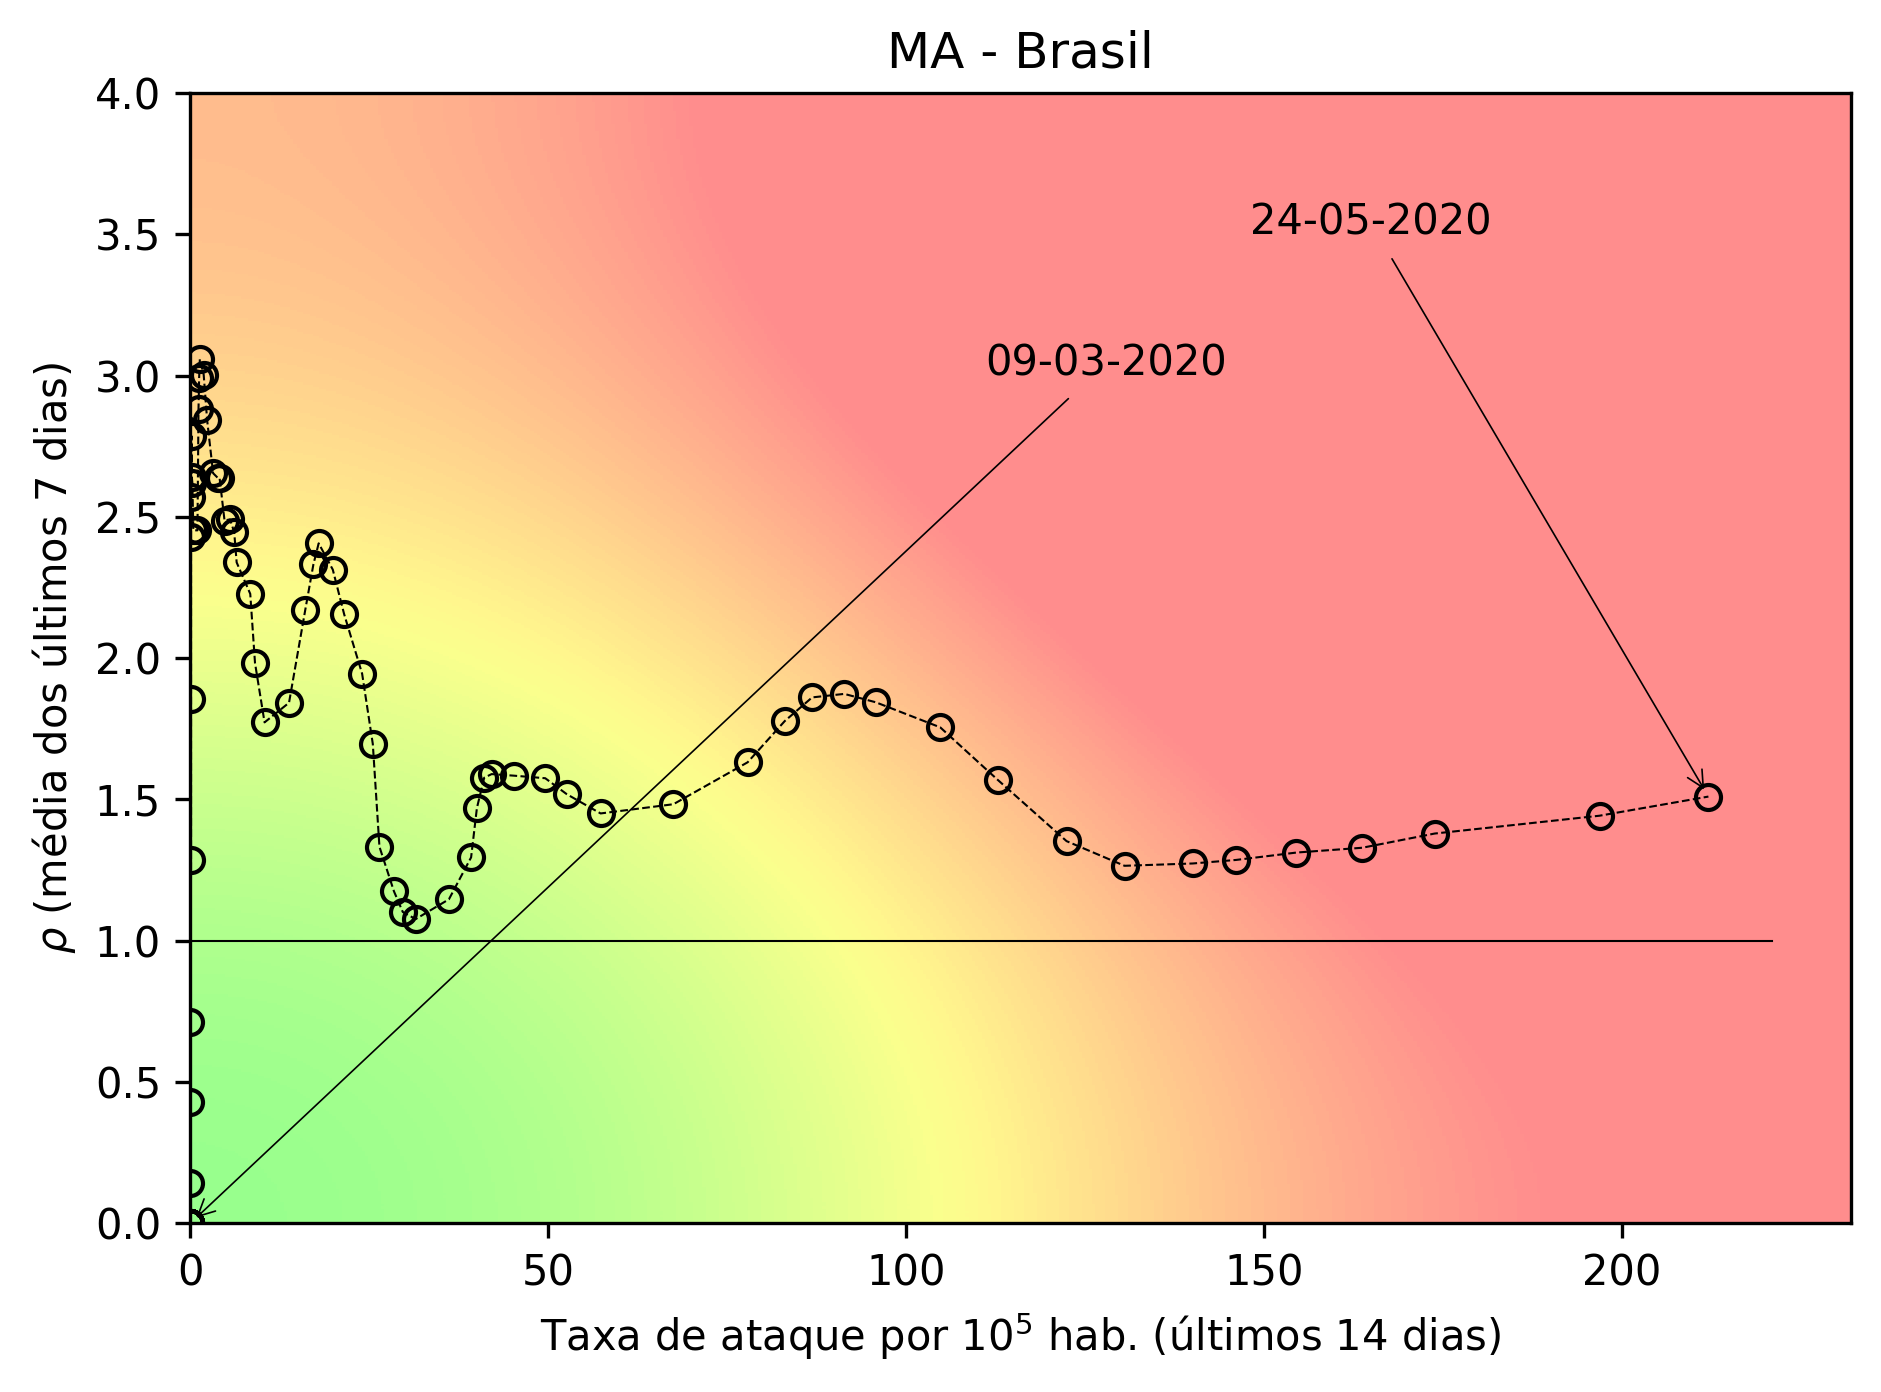 MA - Brasil
4.0
3.5
3.0
2.5
2.0
1.5
1.0
0.5
0.0
ρ (média dos últimos 7 dias)
24-05-2020
09-03-2020
0 50 100 150 200
Taxa de ataque por 10⁵ hab. (últimos 14 dias)